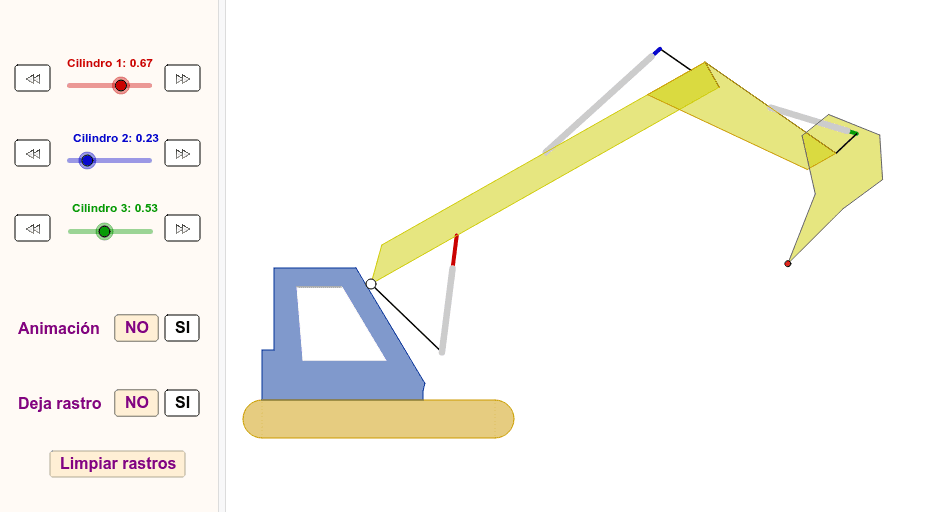 Cilindro 1: 0.67
Cilindro 2: 0.23
Cilindro 3: 0.53
Animación NO SI
Deja rastro NO SI
Limpiar rastros